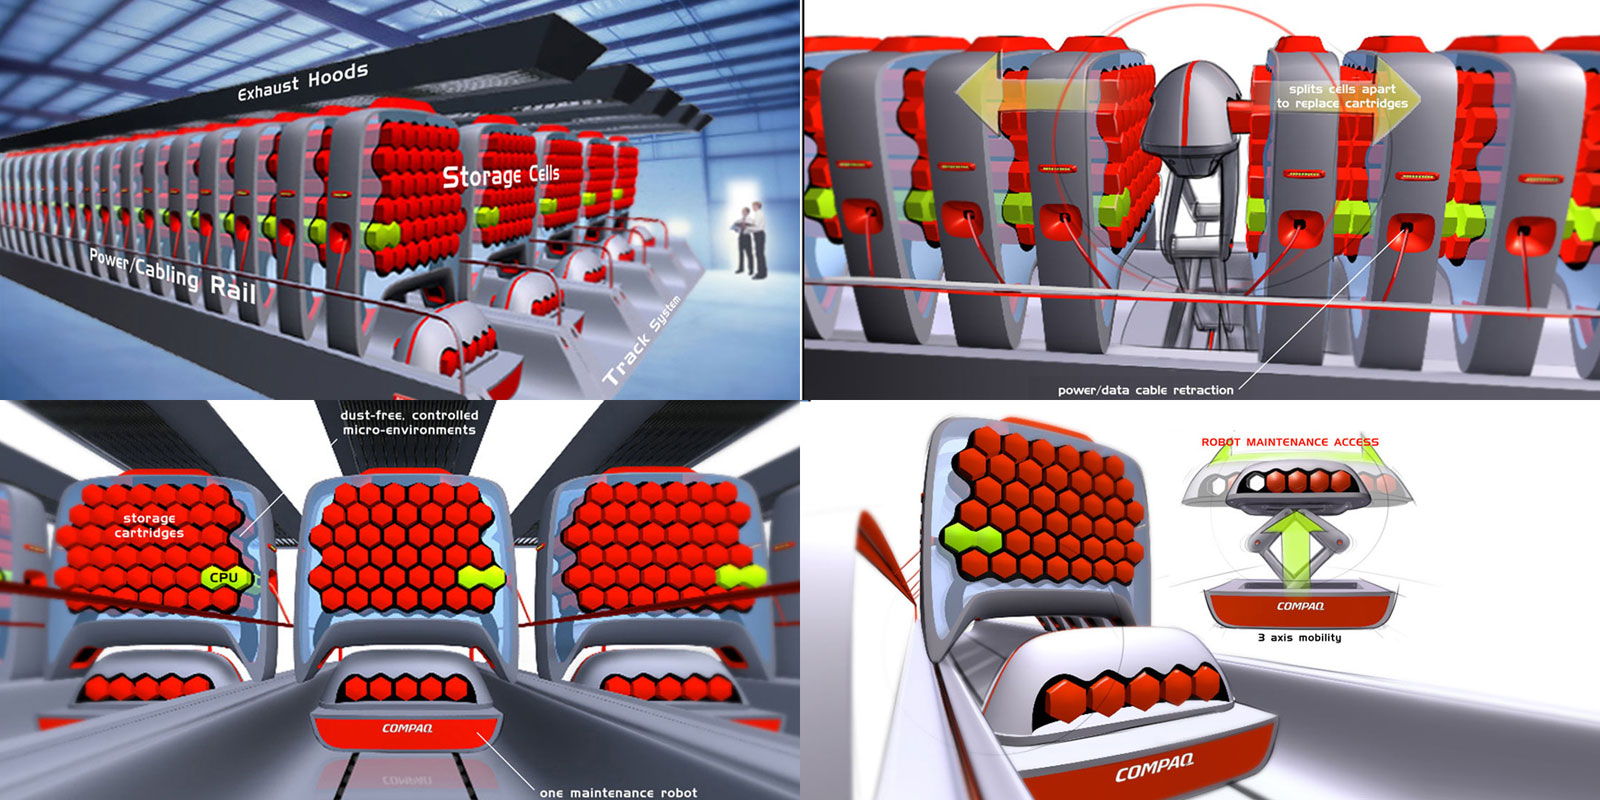 Exhaust Hoods
Storage Cells
Power/Cabling Rail
Track System
splits cells apart
to replace cartridges
power/data cable retraction
dust-free, controlled
micro-environments
storage
cartridges
CPU
COMPAQ
one maintenance robot
ROBOT MAINTENANCE ACCESS
COMPAQ
3 axis mobility
COMPAQ